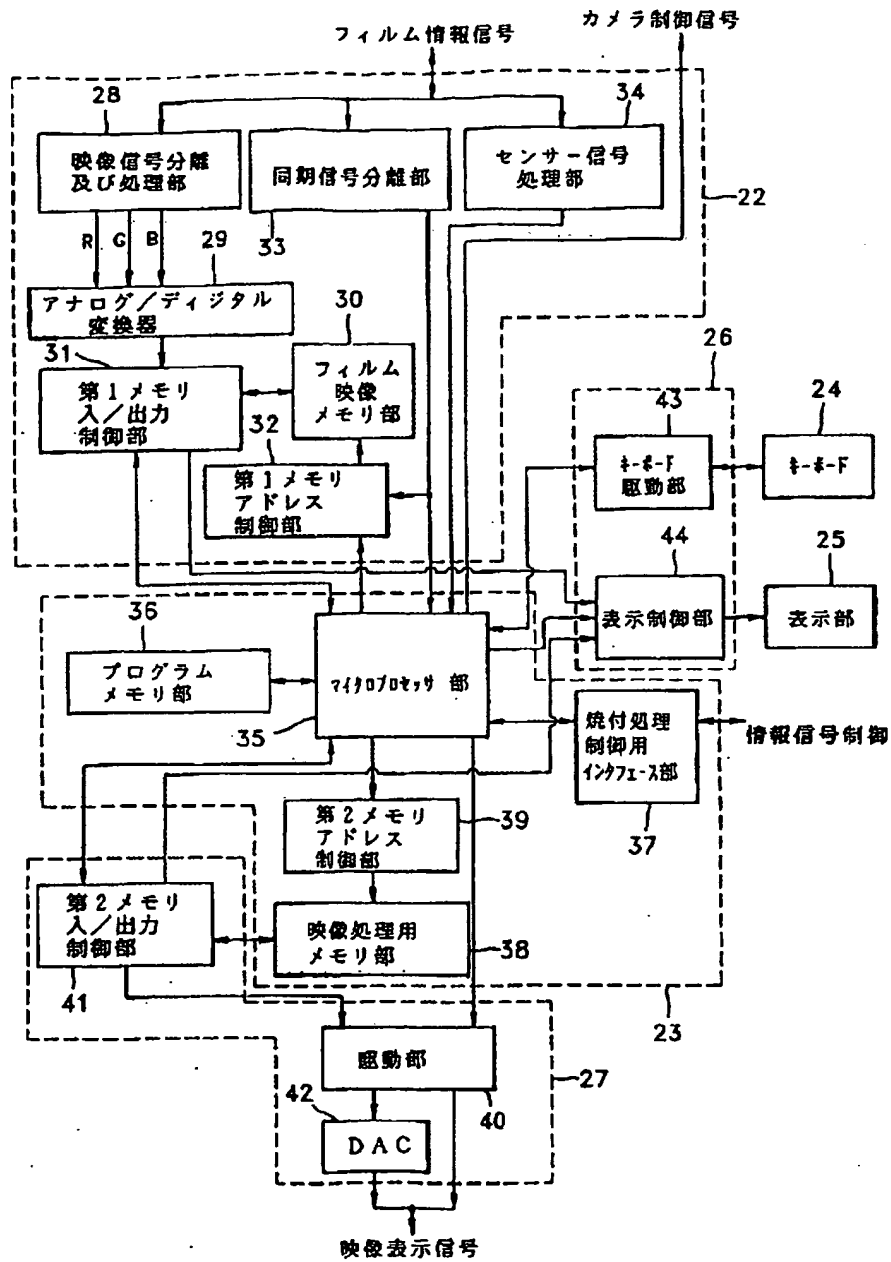 フィルム情報信号
カメラ制御信号
28
34
映像信号分離
及び処理部
同期信号分離部
センサー信号
処理部
22
R
G
B
29
33
アナログ/ディジタル
変換器
30
31
26
第1メモリ
入/出力
制御部
フィルム
映像
メモリ部
43
24
32
キーボード
駆動部
キーボード
第1メモリ
アドレス
制御部
44
25
表示制御部
表示部
36
プログラム
メモリ部
マイクロプロセッサ部
35
焼付処理
制御用
インタフェース部
情報信号制御
第2メモリ
アドレス
制御部
39
37
第2メモリ
入/出力
制御部
映像処理用
メモリ部
38
41
23
駆動部
27
42
40
DAC
映像表示信号